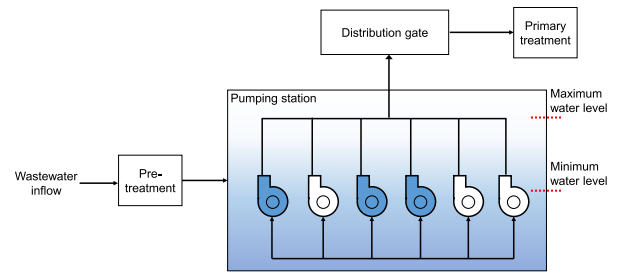 Distribution gate
Primary
treatment
Pumping station
Maximum
water level
Wastewater
inflow
Pre-
treatment
Minimum
water level